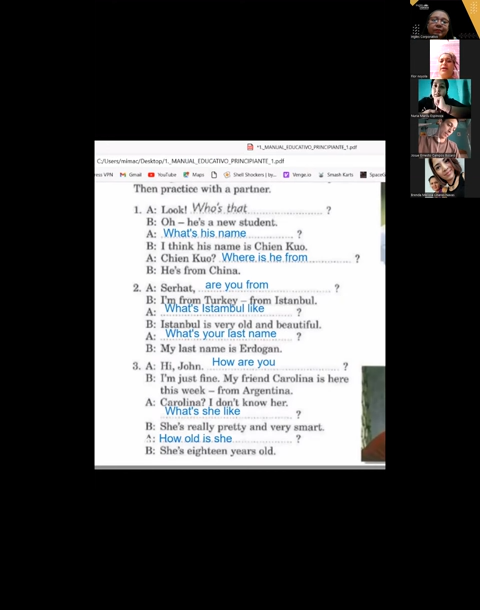 *1_MANUAL_EDUCATIVO_PRINCIPIANTE_1.pdf
C:/Users/mimac/Desktop/1_MANUAL_EDUCATIVO_PRINCIPIANTE_1.pdf
ress VPN Gmail YouTube Maps Shell Shockers | by... Venge.io Smash Karts
Then practice with a partner.
1. A: Look! Who's that ?
B: Oh – he's a new student.
A: What's his name ?
B: I think his name is Chien Kuo.
A: Chien Kuo? Where is he from ?
B: He's from China.
2. A: Serhat, are you from ?
B: I'm from Turkey – from Istanbul.
A: What's Istambul like ?
B: Istanbul is very old and beautiful.
A: What's your last name ?
B: My last name is Erdogan.
3. A: Hi, John. How are you ?
B: I'm just fine. My friend Carolina is here
this week – from Argentina.
A: Carolina? I don't know her.
What's she like ?
B: She's really pretty and very smart.
A: How old is she ?
B: She's eighteen years old.